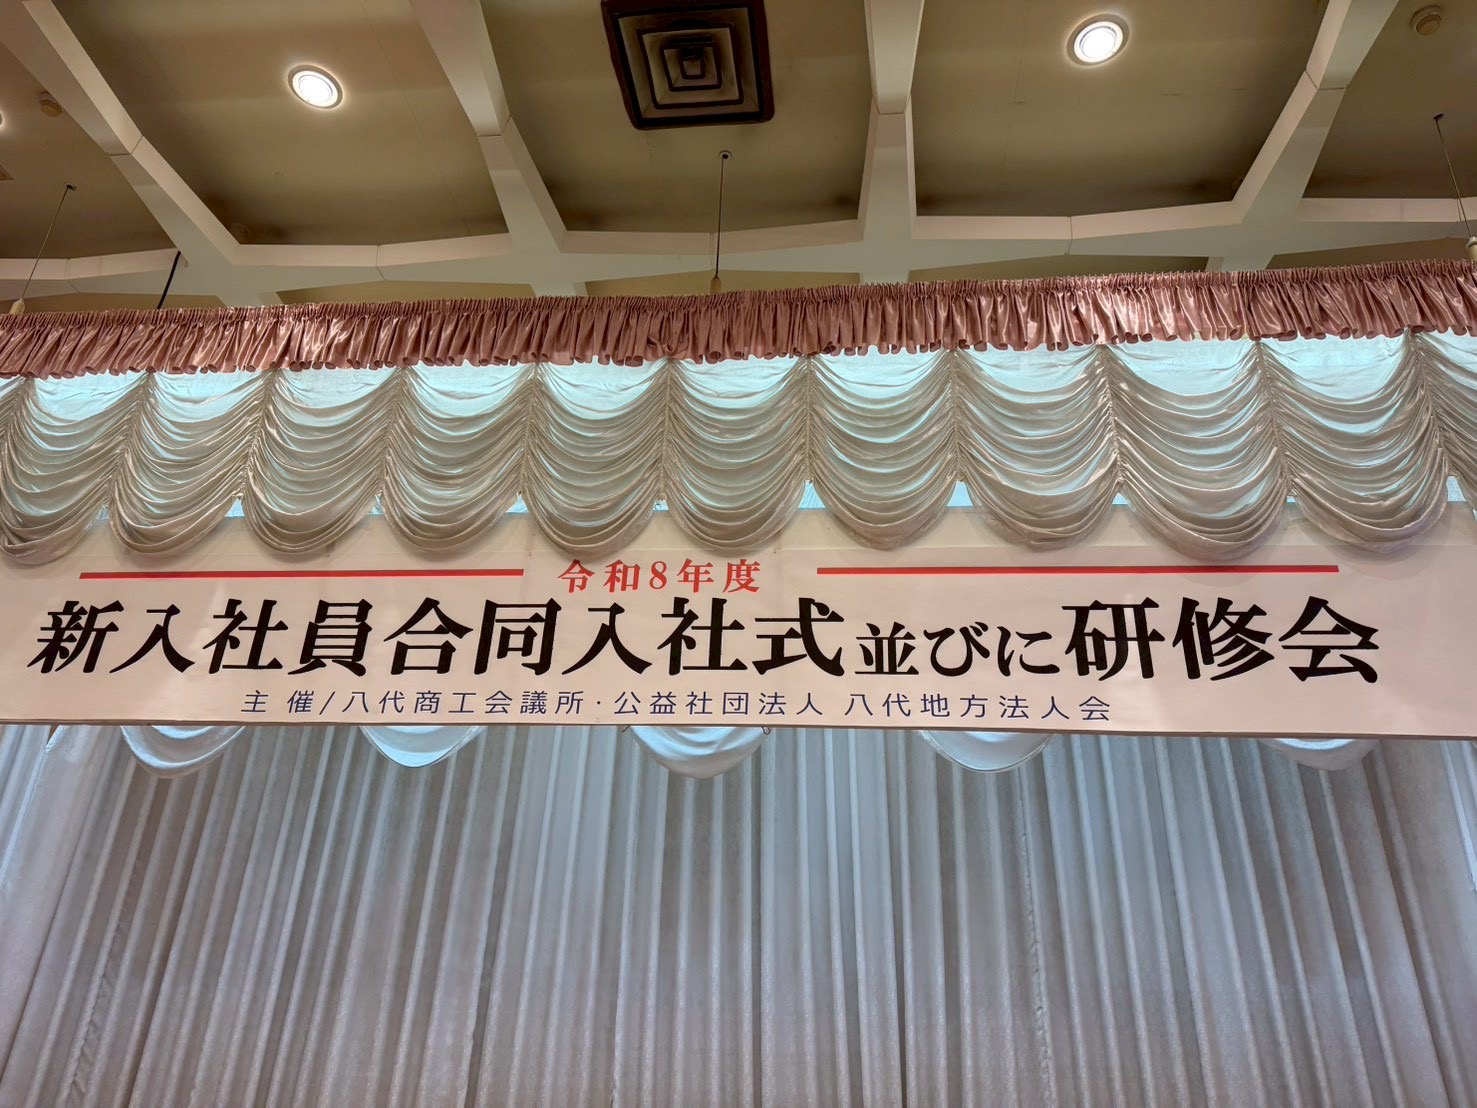 令和8年度
新入社員合同入社式並びに研修会
主 催/八代商工会議所・公益社団法人 八代地方法人会